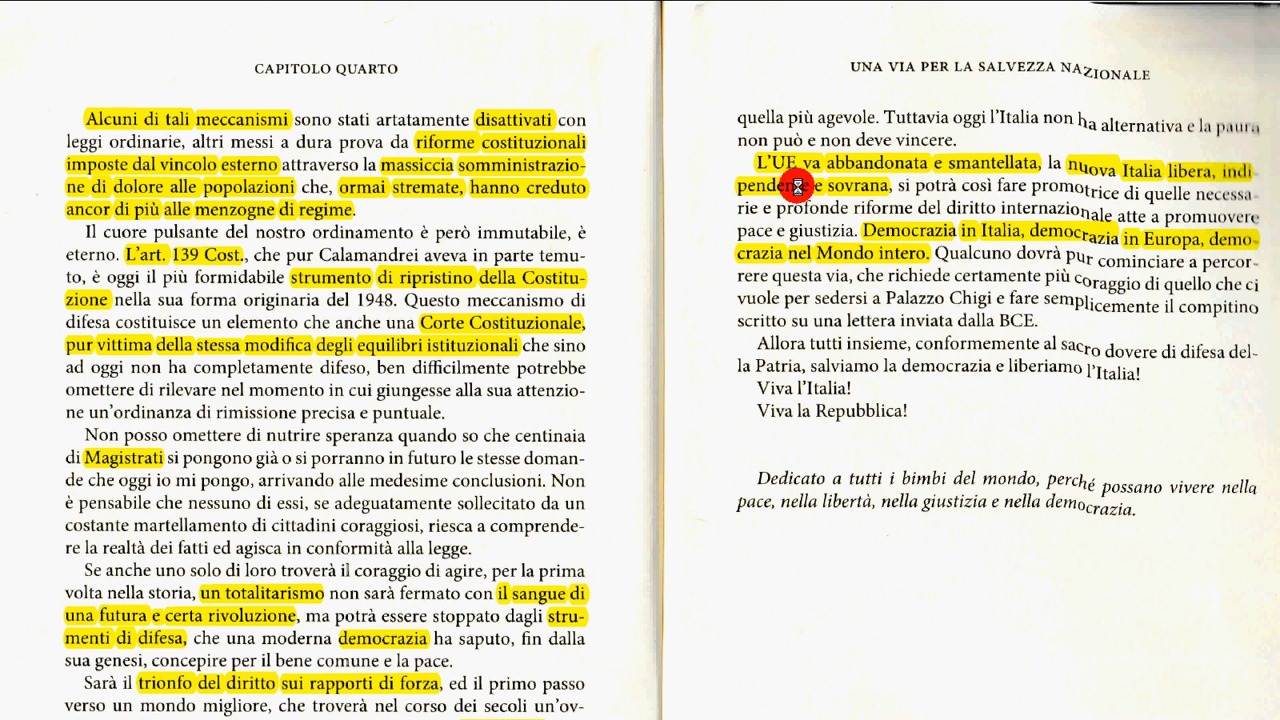 CAPITOLO QUARTO
Alcuni di tali meccanismi sono stati artatamente disattivati con
leggi ordinarie, altri messi a dura prova da riforme costituzionali
imposte dal vincolo esterno attraverso la massiccia somministrazio-
ne di dolore alle popolazioni che, ormai stremate, hanno creduto
ancor di più alle menzogne di regime.
Il cuore pulsante del nostro ordinamento è però immutabile, è
eterno. L'art. 139 Cost., che pur Calamandrei aveva in parte temu-
to, è oggi il più formidabile strumento di ripristino della Costitu-
zione nella sua forma originaria del 1948. Questo meccanismo di
difesa costituisce un elemento che anche una Corte Costituzionale,
pur vittima della stessa modifica degli equilibri istituzionali che sino
ad oggi non ha completamente difeso, ben difficilmente potrebbe
omettere di rilevare nel momento in cui giungesse alla sua attenzio-
ne un'ordinanza di rimissione precisa e puntuale.
Non posso omettere di nutrire speranza quando so che centinaia
di Magistrati si pongono già o si porranno in futuro le stesse doman-
de che oggi io mi pongo, arrivando alle medesime conclusioni. Non
è pensabile che nessuno di essi, se adeguatamente sollecitato da un
costante martellamento di cittadini coraggiosi, riesca a comprende-
re la realtà dei fatti ed agisca in conformità alla legge.
Se anche uno solo di loro troverà il coraggio di agire, per la prima
volta nella storia, un totalitarismo non sarà fermato con il sangue di
una futura e certa rivoluzione, ma potrà essere stoppato dagli stru-
menti di difesa, che una moderna democrazia ha saputo, fin dalla
sua genesi, concepire per il bene comune e la pace.
Sarà il trionfo del diritto sui rapporti di forza, ed il primo passo
verso un mondo migliore, che troverà nel corso dei secoli un'ov-
UNA VIA PER LA SALVEZZA NAZIONALE
quella più agevole. Tuttavia oggi l'Italia non ha alternativa e la paura
non può e non deve vincere.
L'UE va abbandonata e smantellata, la nuova Italia libera, indi
pendente e sovrana, si potrà così fare promotrice di quelle necessa-
rie e profonde riforme del diritto internazionale atte a promuovere
pace e giustizia. Democrazia in Italia, democrazia in Europa, demo-
crazia nel Mondo intero. Qualcuno dovrà pur cominciare a percor-
rere questa via, che richiede certamente più coraggio di quello che ci
vuole per sedersi a Palazzo Chigi e fare semplicemente il compitino
scritto su una lettera inviata dalla BCE.
Allora tutti insieme, conformemente al sacro dovere di difesa del-
la Patria, salviamo la democrazia e liberiamo l'Italia!
Viva l'Italia!
Viva la Repubblica!
Dedicato a tutti i bimbi del mondo, perché possano vivere nella
pace, nella libertà, nella giustizia e nella democrazia.